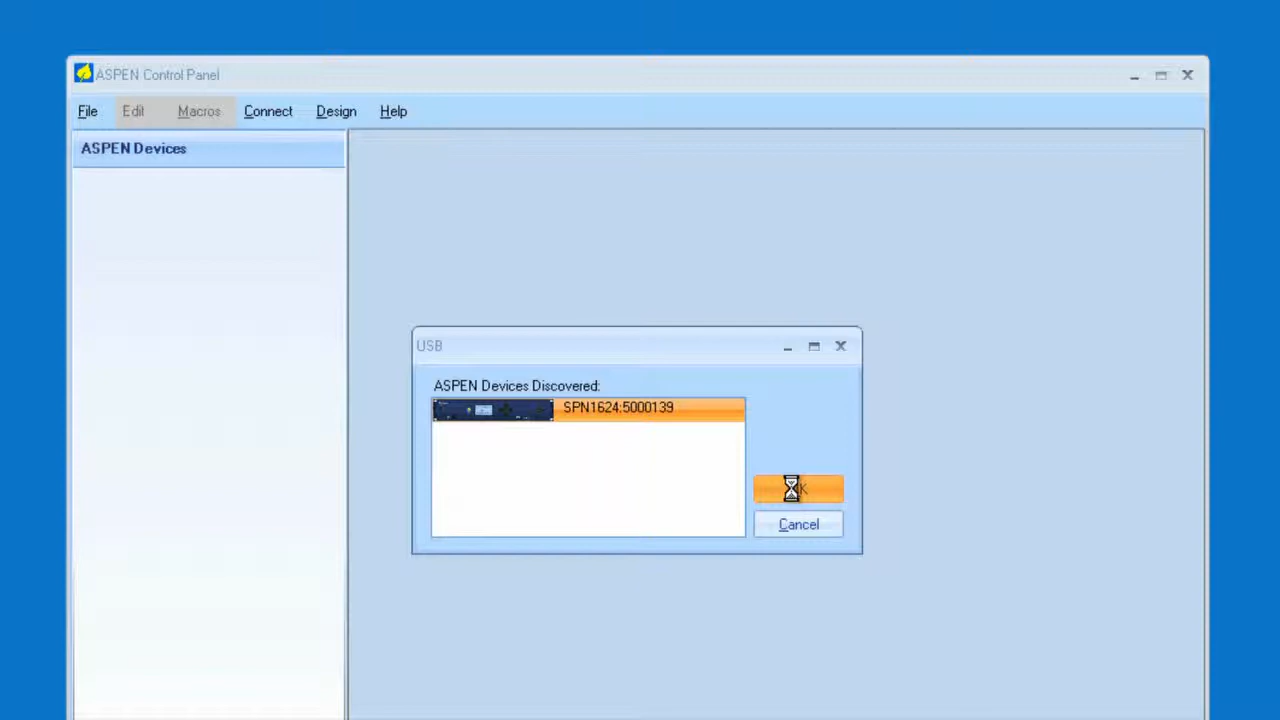 ASPEN Control Panel
File Edit Macros Connect Design Help
ASPEN Devices
USB
ASPEN Devices Discovered:
SPN1624:5000139
Cancel